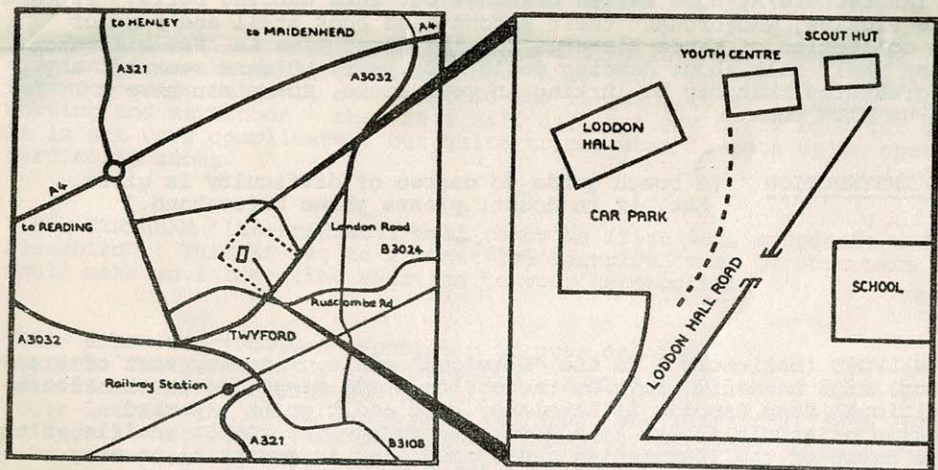 to HENLEY
to MAIDENHEAD
A4
A321
A3032
A4
to READING
London Road
B3024
Ruscombe Rd
TWYFORD
A3032
Railway Station
A321
B3108
SCOUT HUT
YOUTH CENTRE
LODDON
HALL
CAR PARK
LODDON HALL ROAD
SCHOOL